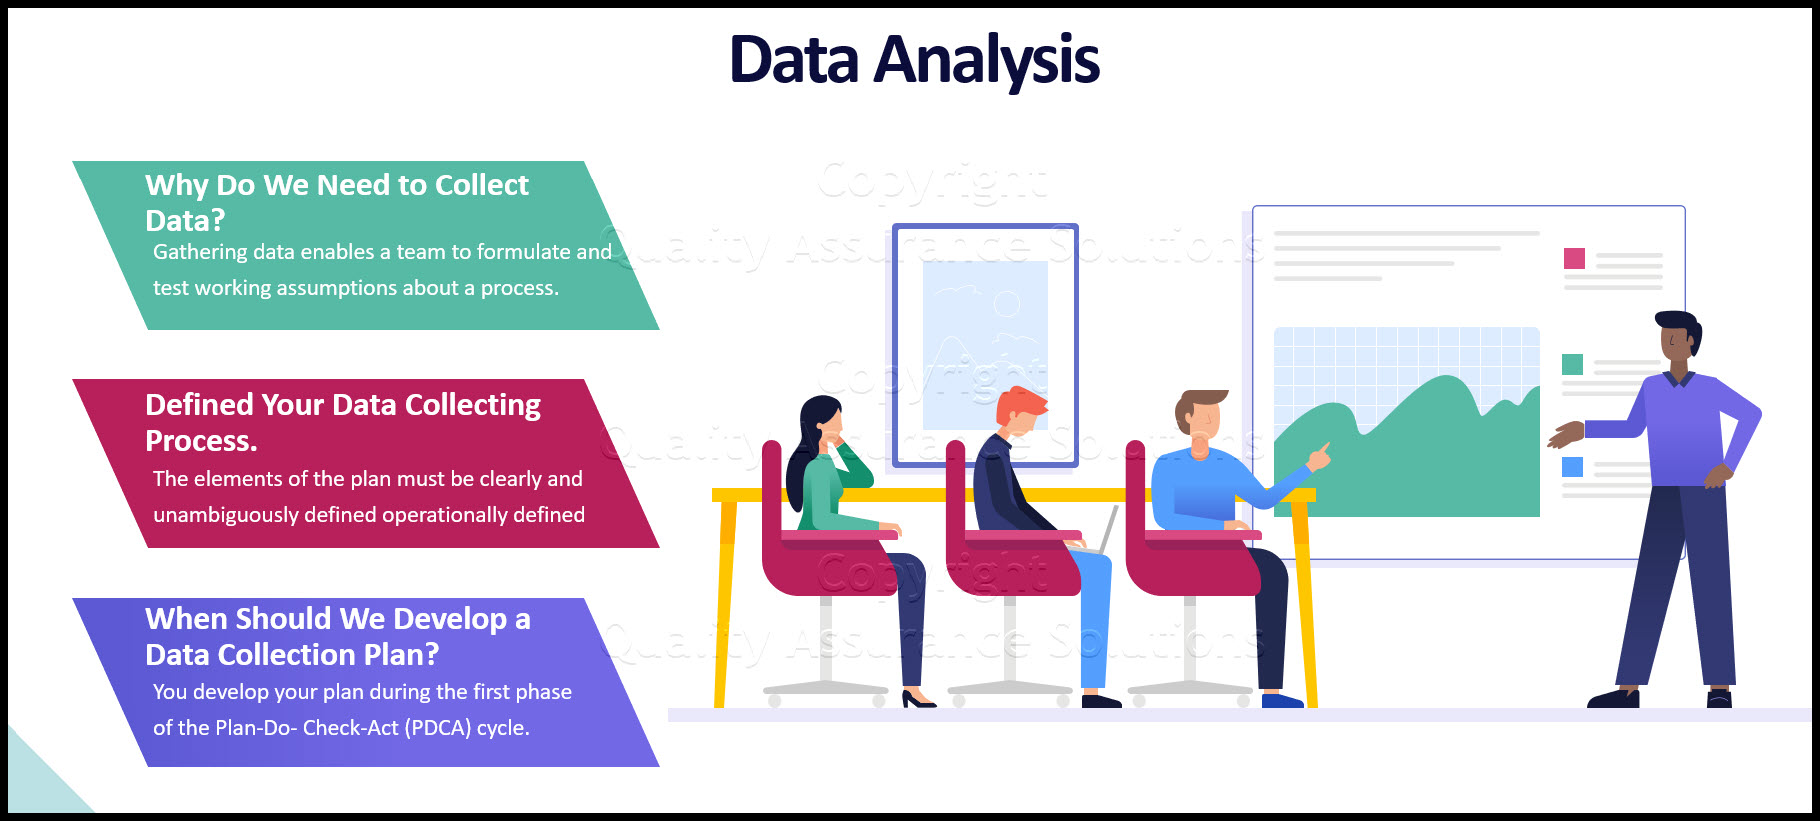 Data Analysis
Why Do We Need to Collect
Data?
Gathering data enables a team to formulate and
test working assumptions about a process.
Defined Your Data Collecting
Process.
The elements of the plan must be clearly and
unambiguously defined operationally defined
When Should We Develop a
Data Collection Plan?
You develop your plan during the first phase
of the Plan-Do- Check-Act (PDCA) cycle.
Copyright
Quality Assurance Solutions
Copyright
Quality Assurance Solutions
Copyright
Quality Assurance Solutions